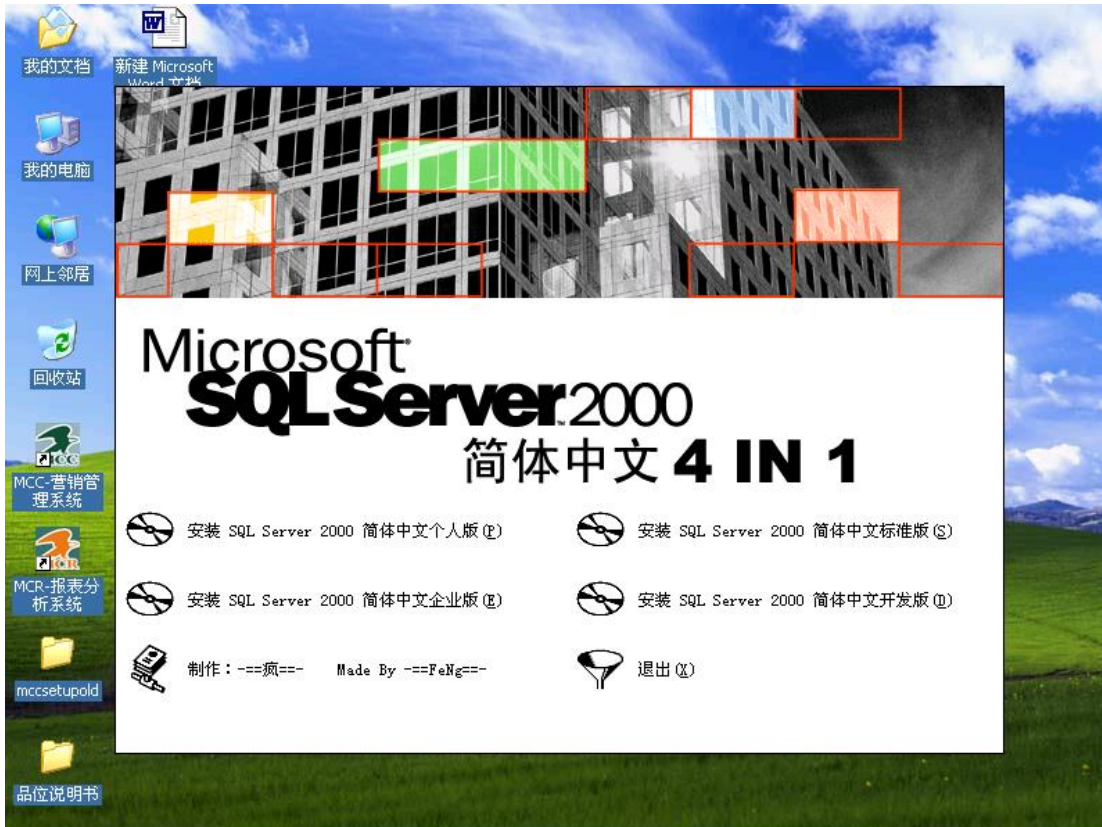 我的文档
新建 Microsoft
Word 文档
我的电脑
网上邻居
回收站
MCC-营销管
理系统
MCR-报表分
析系统
mccsetupold
品位说明书
Microsoft
SQL Server 2000
简体中文 4 IN 1
安装 SQL Server 2000 简体中文个人版(P)
安装 SQL Server 2000 简体中文标准版(S)
安装 SQL Server 2000 简体中文企业版(E)
安装 SQL Server 2000 简体中文开发版(D)
制作：-==疯==- Made By -==FeNg==-
退出(X)